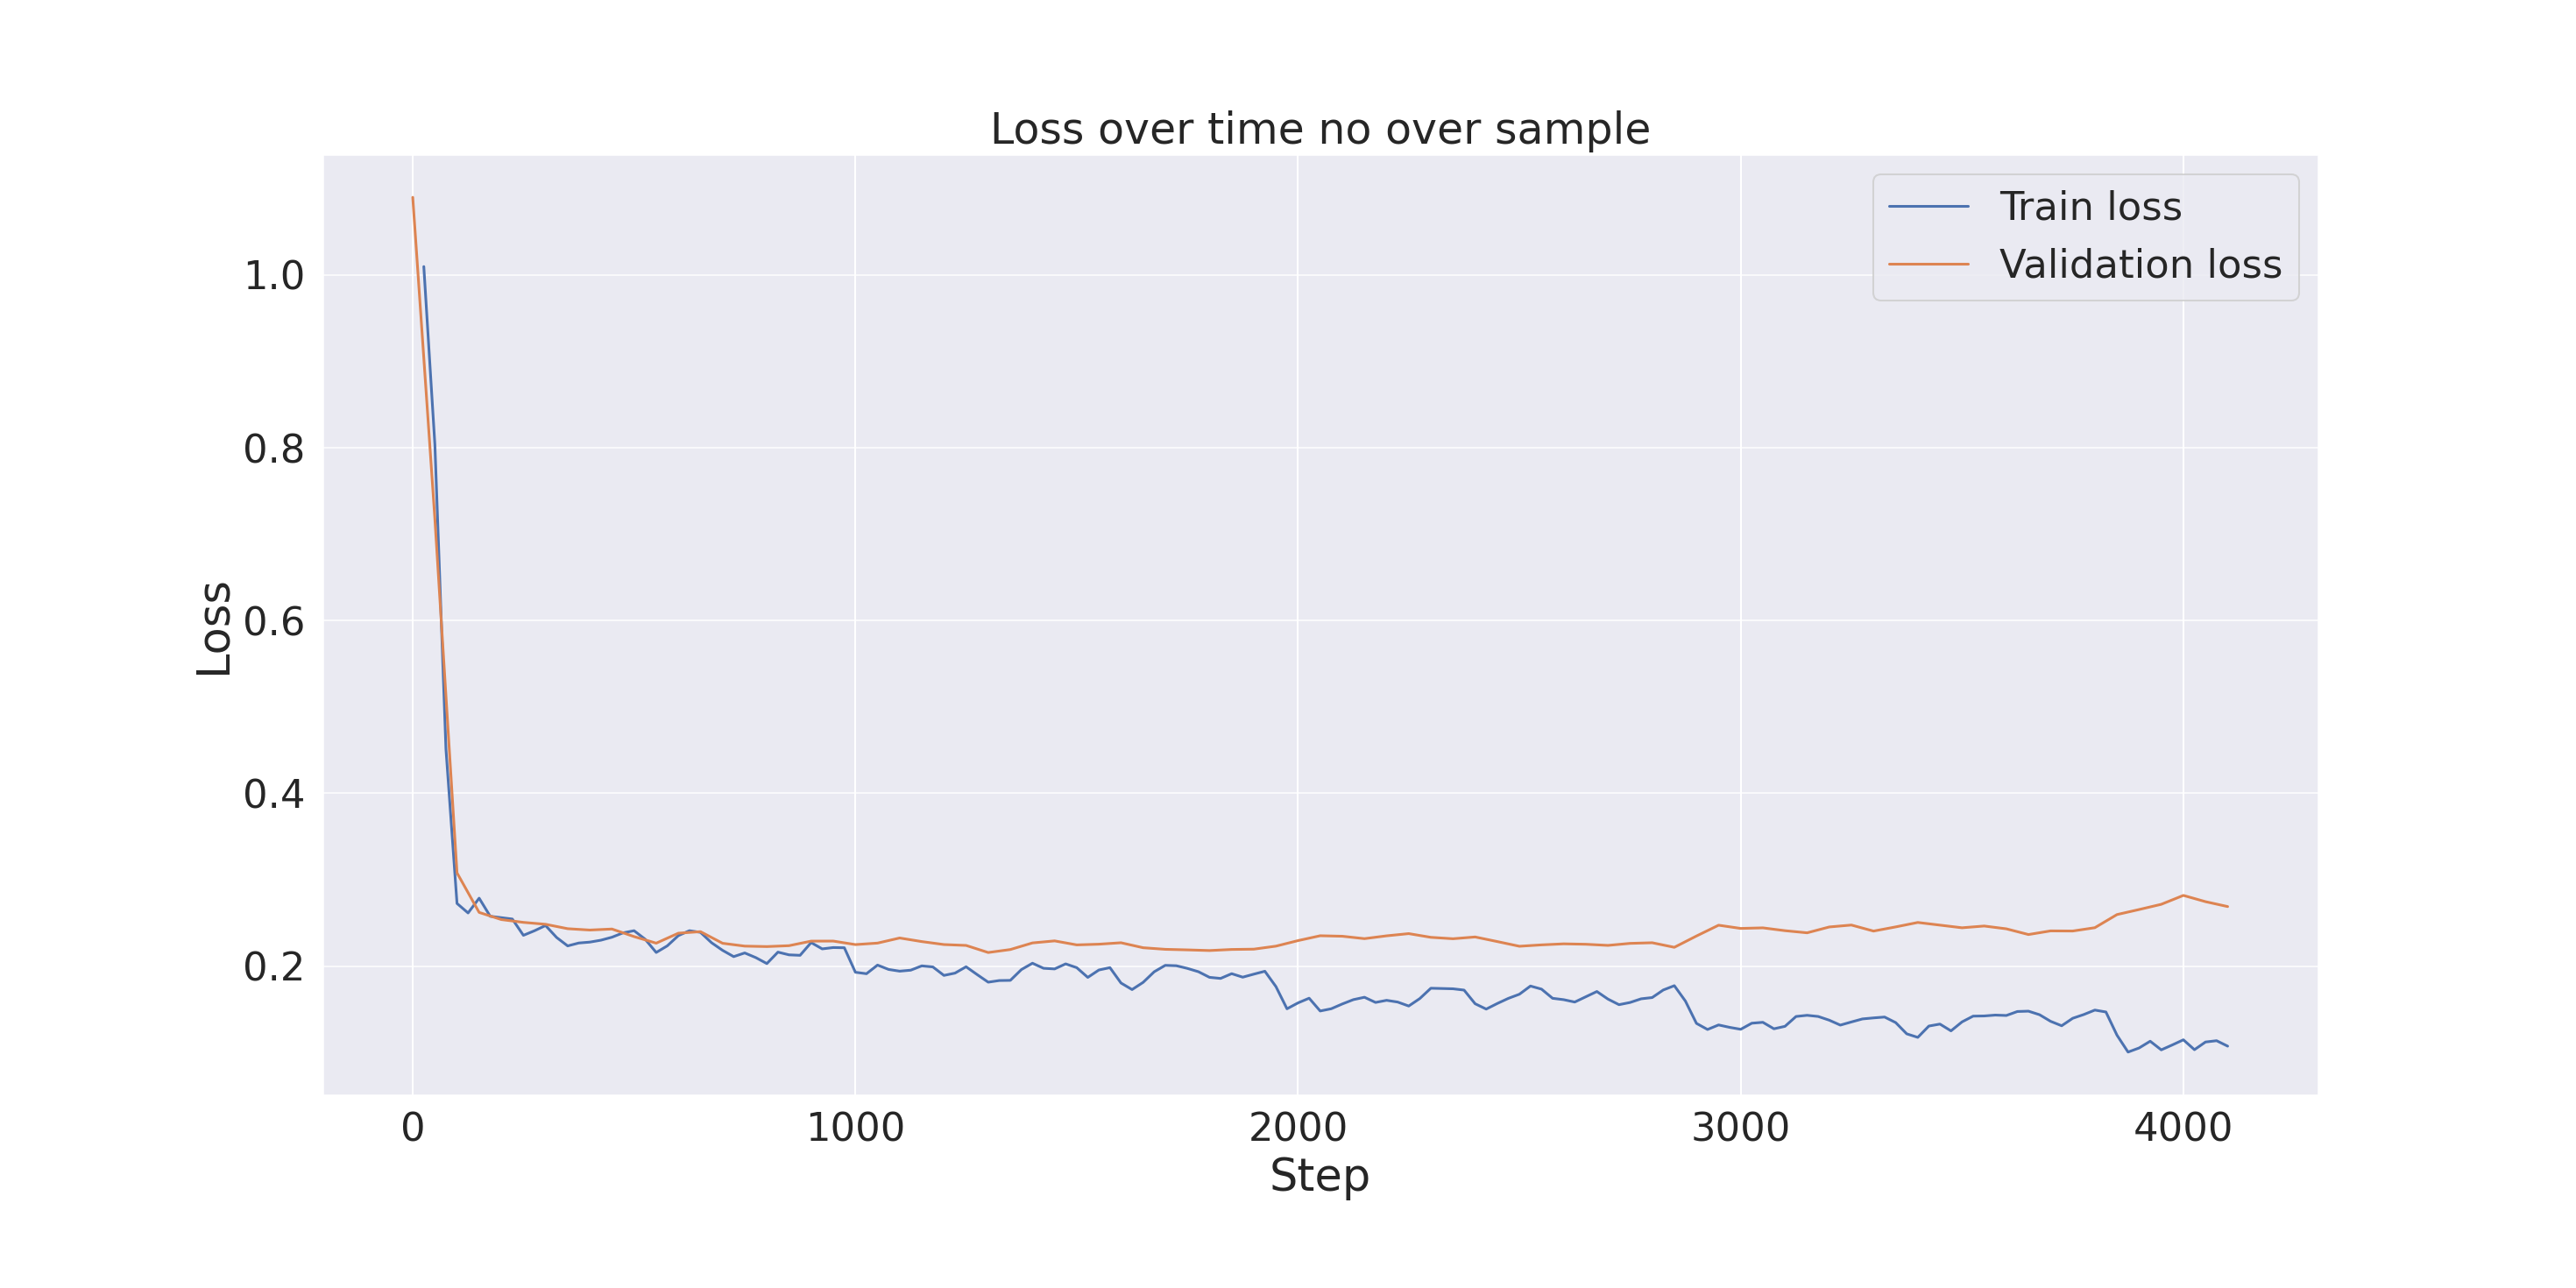 Loss over time no over sample
Train loss
Validation loss
Loss
1.0
0.8
0.6
0.4
0.2
0 1000 2000 3000 4000
Step